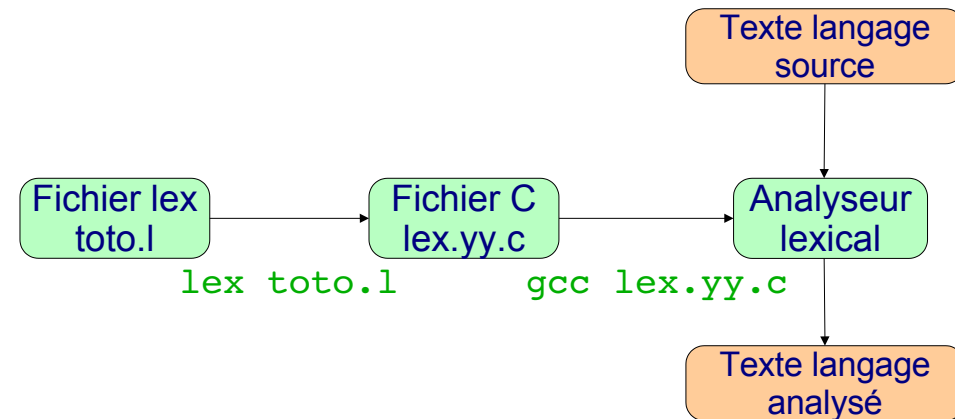 Texte langage
source
Fichier lex
toto.l
Fichier C
lex.yy.c
Analyseur
lexical
lex toto.l
gcc lex.yy.c
Texte langage
analysé